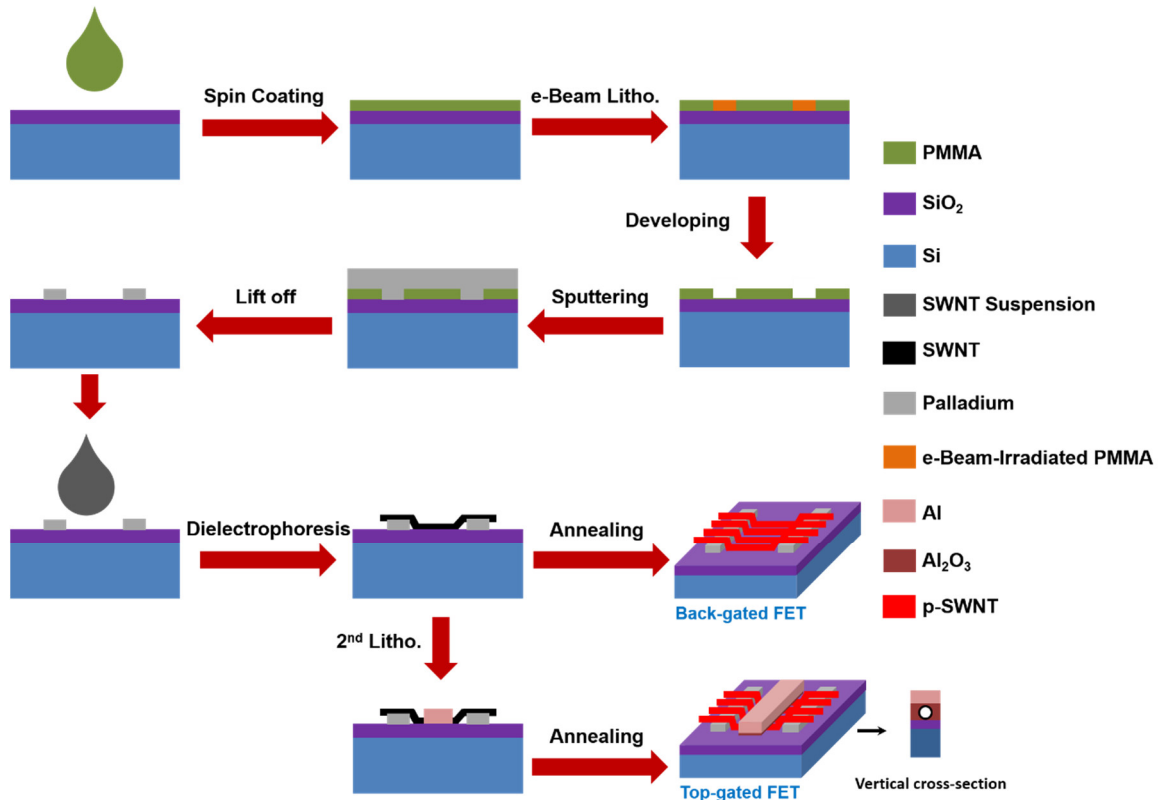 Spin Coating
e-Beam Litho.
Developing
Sputtering
Lift off
Dielectrophoresis
Annealing
Back-gated FET
2nd Litho.
Annealing
Top-gated FET
Vertical cross-section
PMMA
SiO₂
Si
SWNT Suspension
SWNT
Palladium
e-Beam-Irradiated PMMA
Al
Al₂O₃
p-SWNT